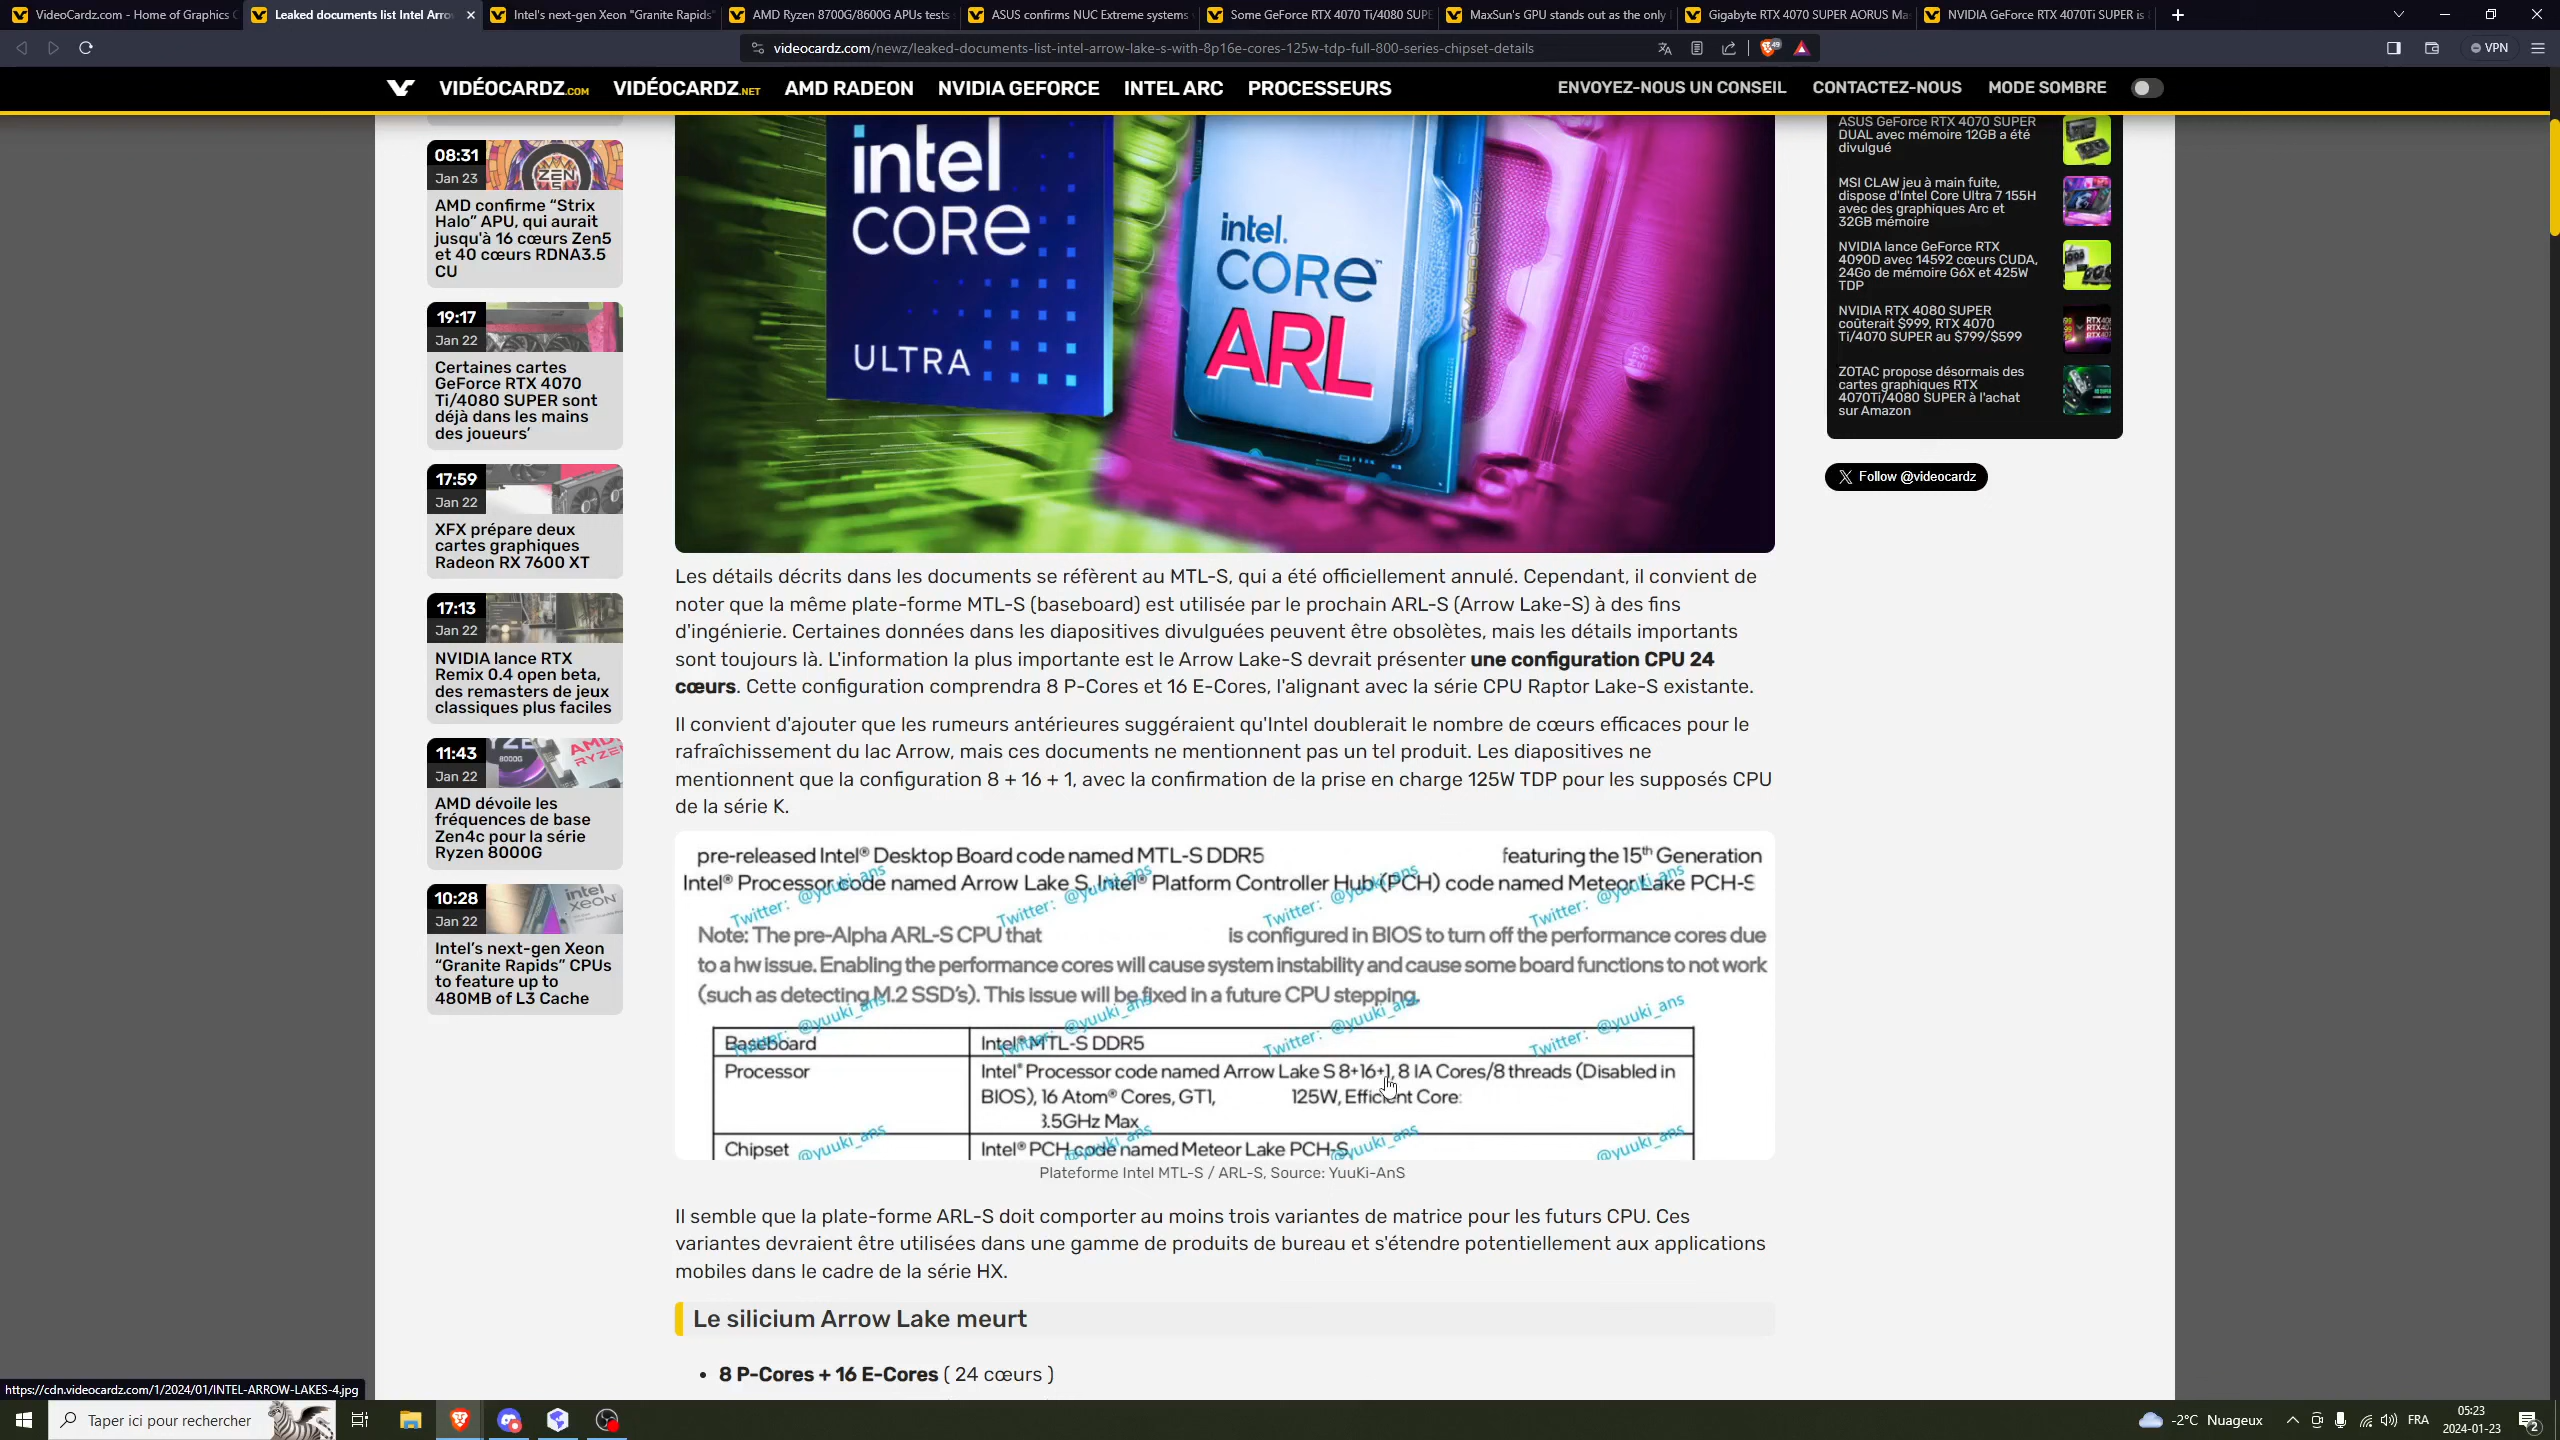 VideoCardz.com - Home of Graphics C
Leaked documents list Intel Arro
Intel's next-gen Xeon "Granite Rapids"
AMD Ryzen 8700G/8600G APUs tests
ASUS confirms NUC Extreme systems
Some GeForce RTX 4070 Ti/4080 SUPE
MaxSun's GPU stands out as the only
Gigabyte RTX 4070 SUPER AORUS Ma
NVIDIA GeForce RTX 4070Ti SUPER is
videocardz.com/newz/leaked-documents-list-intel-arrow-lake-s-with-8p16e-cores-125w-tdp-full-800-series-chipset-details
49
VPN
VIDÉOCARDZ.COM
VIDÉOCARDZ.NET
AMD RADEON
NVIDIA GEFORCE
INTEL ARC
PROCESSEURS
ENVOYEZ-NOUS UN CONSEIL
CONTACTEZ-NOUS
MODE SOMBRE
08:31
Jan 23
ZEN
AMD confirme “Strix
Halo” APU, qui aurait
jusqu'à 16 cœurs Zen5
et 40 cœurs RDNA3.5
CU
19:17
Jan 22
Certaines cartes
GeForce RTX 4070
Ti/4080 SUPER sont
déjà dans les mains
des joueurs’
17:59
Jan 22
XFX prépare deux
cartes graphiques
Radeon RX 7600 XT
17:13
Jan 22
NVIDIA lance RTX
Remix 0.4 open beta,
des remasters de jeux
classiques plus faciles
11:43
Jan 22
8000G
AMD
RYZEN
AMD dévoile les
fréquences de base
Zen4c pour la série
Ryzen 8000G
10:28
Jan 22
intel
XEON
Intel’s next-gen Xeon
“Granite Rapids” CPUs
to feature up to
480MB of L3 Cache
intel
CORE
ULTRA
intel.
CORE™
ARL
VIDEOCARDZ
Les détails décrits dans les documents se réfèrent au MTL-S, qui a été officiellement annulé. Cependant, il convient de
noter que la même plate-forme MTL-S (baseboard) est utilisée par le prochain ARL-S (Arrow Lake-S) à des fins
d'ingénierie. Certaines données dans les diapositives divulguées peuvent être obsolètes, mais les détails importants
sont toujours là. L'information la plus importante est le Arrow Lake-S devrait présenter une configuration CPU 24
cœurs. Cette configuration comprendra 8 P-Cores et 16 E-Cores, l'alignant avec la série CPU Raptor Lake-S existante.
Il convient d'ajouter que les rumeurs antérieures suggéraient qu'Intel doublerait le nombre de cœurs efficaces pour le
rafraîchissement du lac Arrow, mais ces documents ne mentionnent pas un tel produit. Les diapositives ne
mentionnent que la configuration 8 + 16 + 1, avec la confirmation de la prise en charge 125W TDP pour les supposés CPU
de la série K.
pre-released Intel® Desktop Board code named MTL-S DDR5 featuring the 15th Generation
Intel® Processor code named Arrow Lake S, Intel® Platform Controller Hub (PCH) code named Meteor Lake PCH-S
Twitter: @yuuki_ans
Twitter: @yuuki_ans
Twitter: @yuuki_ans
Twitter: @yuuki_ans
Note: The pre-Alpha ARL-S CPU that is configured in BIOS to turn off the performance cores due
to a hw issue. Enabling the performance cores will cause system instability and cause some board functions to not work
(such as detecting M.2 SSD's). This issue will be fixed in a future CPU stepping.
Twitter: @yuuki_ans
Twitter: @yuuki_ans
Twitter: @yuuki_ans
Twitter: @yuuki_ans
Baseboard
Intel® MTL-S DDR5
Processor
Intel® Processor code named Arrow Lake S 8+16+1, 8 IA Cores/8 threads (Disabled in
BIOS), 16 Atom® Cores, GT1, 125W, Efficient Core:
3.5GHz Max
Chipset
Intel® PCH code named Meteor Lake PCH-S
@yuuki_ans
@yuuki_ans
@yuuki_ans
@yuuki_ans
Plateforme Intel MTL-S / ARL-S, Source: YuuKi-AnS
Il semble que la plate-forme ARL-S doit comporter au moins trois variantes de matrice pour les futurs CPU. Ces
variantes devraient être utilisées dans une gamme de produits de bureau et s'étendre potentiellement aux applications
mobiles dans le cadre de la série HX.
Le silicium Arrow Lake meurt
• 8 P-Cores + 16 E-Cores ( 24 cœurs )
ASUS GeForce RTX 4070 SUPER
DUAL avec mémoire 12GB a été
divulgué
MSI CLAW jeu à main fuite,
dispose d'Intel Core Ultra 7 155H
avec des graphiques Arc et
32GB mémoire
NVIDIA lance GeForce RTX
4090D avec 14592 cœurs CUDA,
24Go de mémoire G6X et 425W
TDP
NVIDIA RTX 4080 SUPER
coûterait $999, RTX 4070
Ti/4070 SUPER au $799/$599
ZOTAC propose désormais des
cartes graphiques RTX
4070Ti/4080 SUPER à l'achat
sur Amazon
Follow @videocardz
https://cdn.videocardz.com/1/2024/01/INTEL-ARROW-LAKES-4.jpg
Taper ici pour rechercher
-2°C Nuageux
FRA
05:23
2024-01-23
2